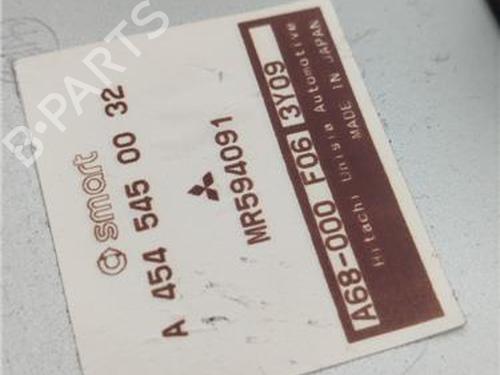 smart
A 454 545 00 32
MR594091
A68-000 F06 3Y09
Hitachi Unisia Automotive
MADE IN JAPAN
B-PARTS